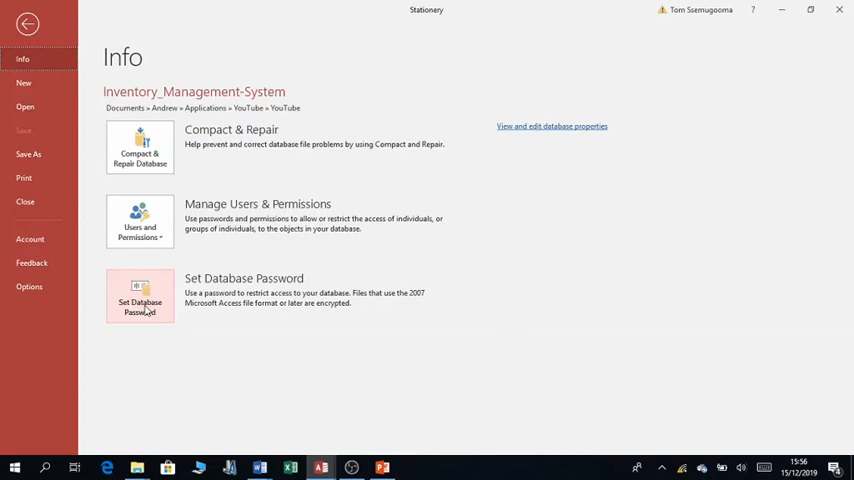 Stationery
Tom Ssemugooma
?
Info
New
Open
Save
Save As
Print
Close
Account
Feedback
Options
Info
Inventory_Management-System
Documents » Andrew » Applications » YouTube » YouTube
Compact &
Repair Database
Compact & Repair
Help prevent and correct database file problems by using Compact and Repair.
View and edit database properties
Users and
Permissions
Manage Users & Permissions
Use passwords and permissions to allow or restrict the access of individuals, or
groups of individuals, to the objects in your database.
Set Database
Password
Set Database Password
Use a password to restrict access to your database. Files that use the 2007
Microsoft Access file format or later are encrypted.
15:56
15/12/2019
4